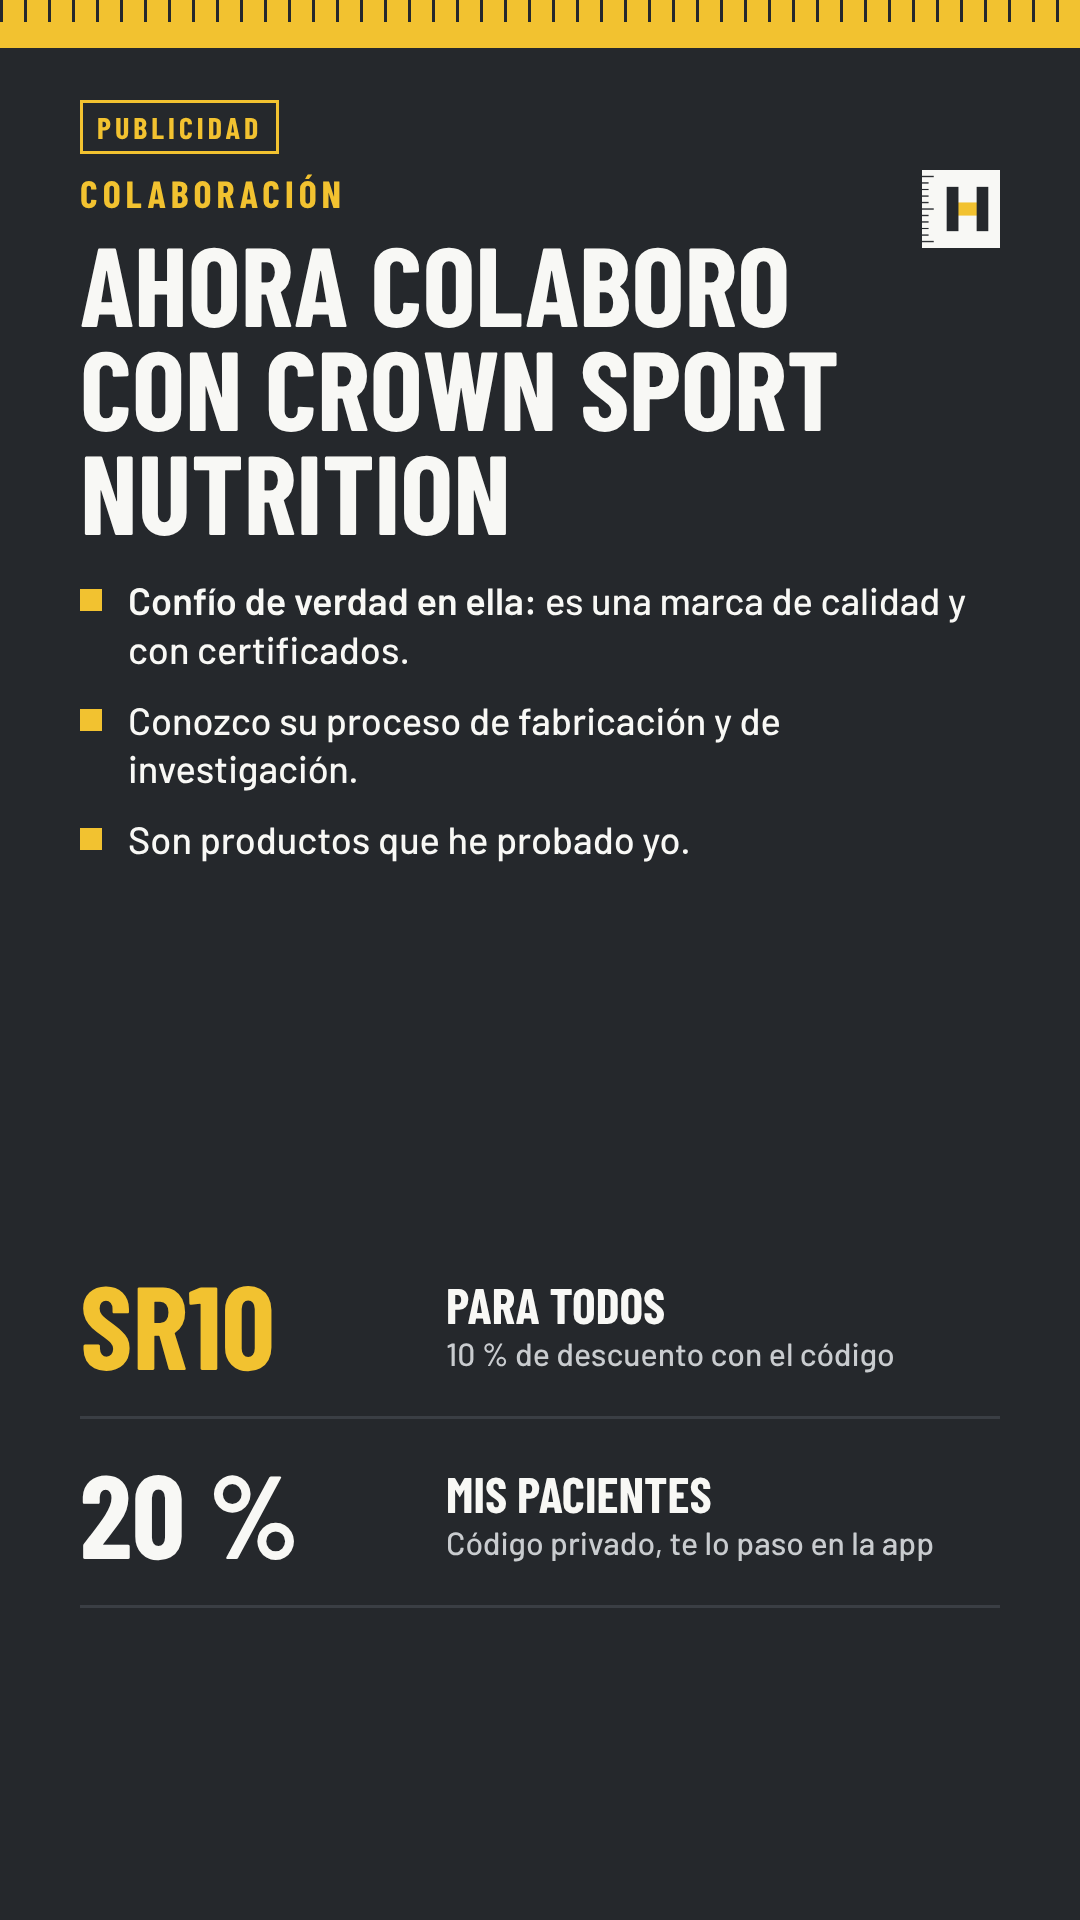 PUBLICIDAD
COLABORACIÓN
H
AHORA COLABORO
CON CROWN SPORT
NUTRITION
Confío de verdad en ella: es una marca de calidad y
con certificados.
Conozco su proceso de fabricación y de
investigación.
Son productos que he probado yo.
SR10
PARA TODOS
10 % de descuento con el código
20 %
MIS PACIENTES
Código privado, te lo paso en la app